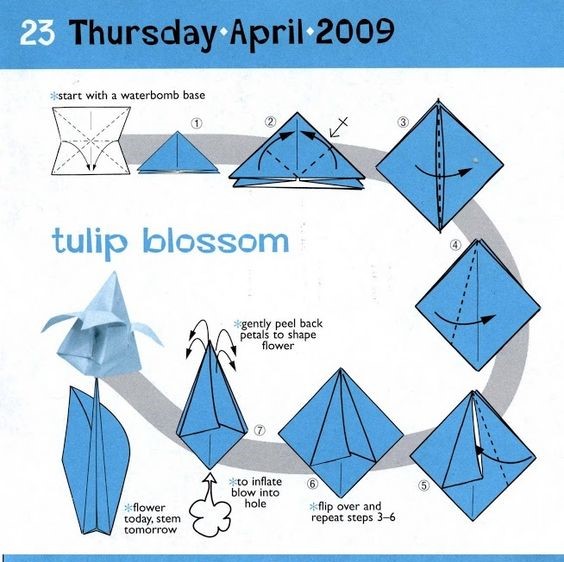 23 Thursday•April•2009
*start with a waterbomb base
1
2
3
tulip blossom
4
*gently peel back
petals to shape
flower
7
*to inflate
blow into
hole
6
5
*flower
today, stem
tomorrow
*flip over and
repeat steps 3-6